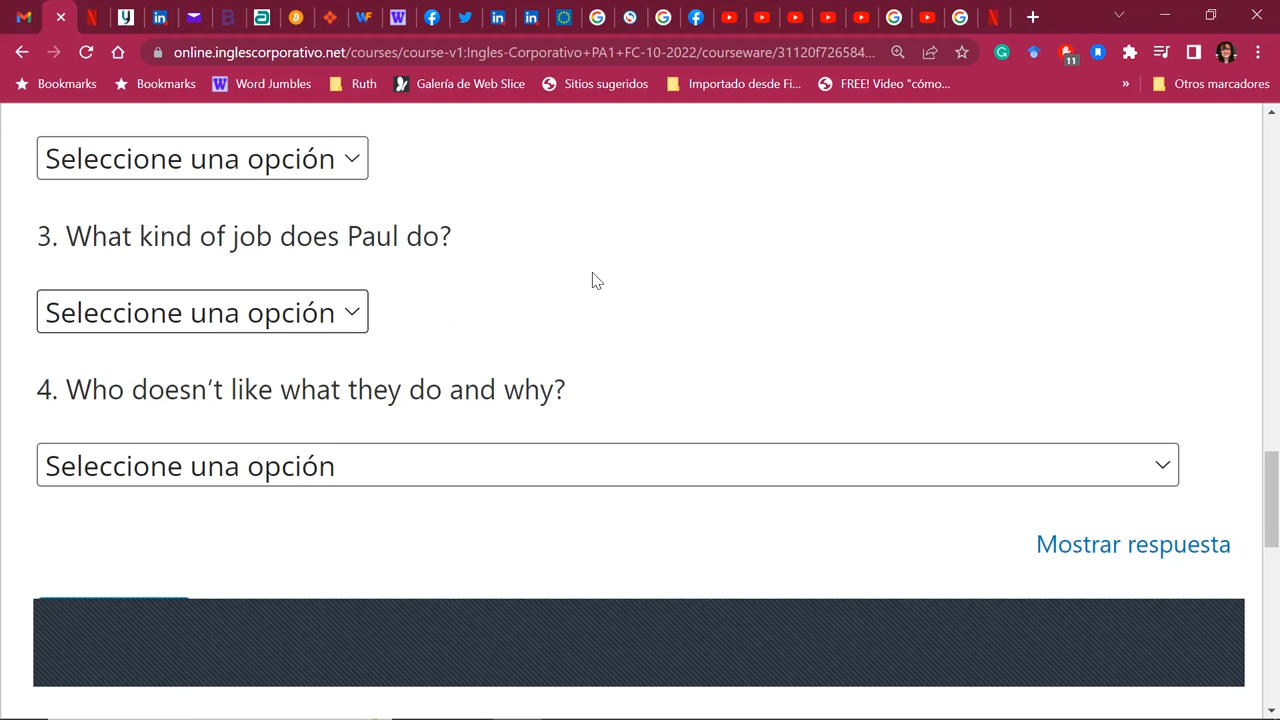 online.inglescorporativo.net/courses/course-v1:Ingles-Corporativo+PA1+FC-10-2022/courseware/31120f726584...
11
Bookmarks
Bookmarks
Word Jumbles
Ruth
Galería de Web Slice
Sitios sugeridos
Importado desde Fi...
FREE! Video "cómo...
»
Otros marcadores
Seleccione una opción
3. What kind of job does Paul do?
Seleccione una opción
4. Who doesn’t like what they do and why?
Seleccione una opción
Mostrar respuesta